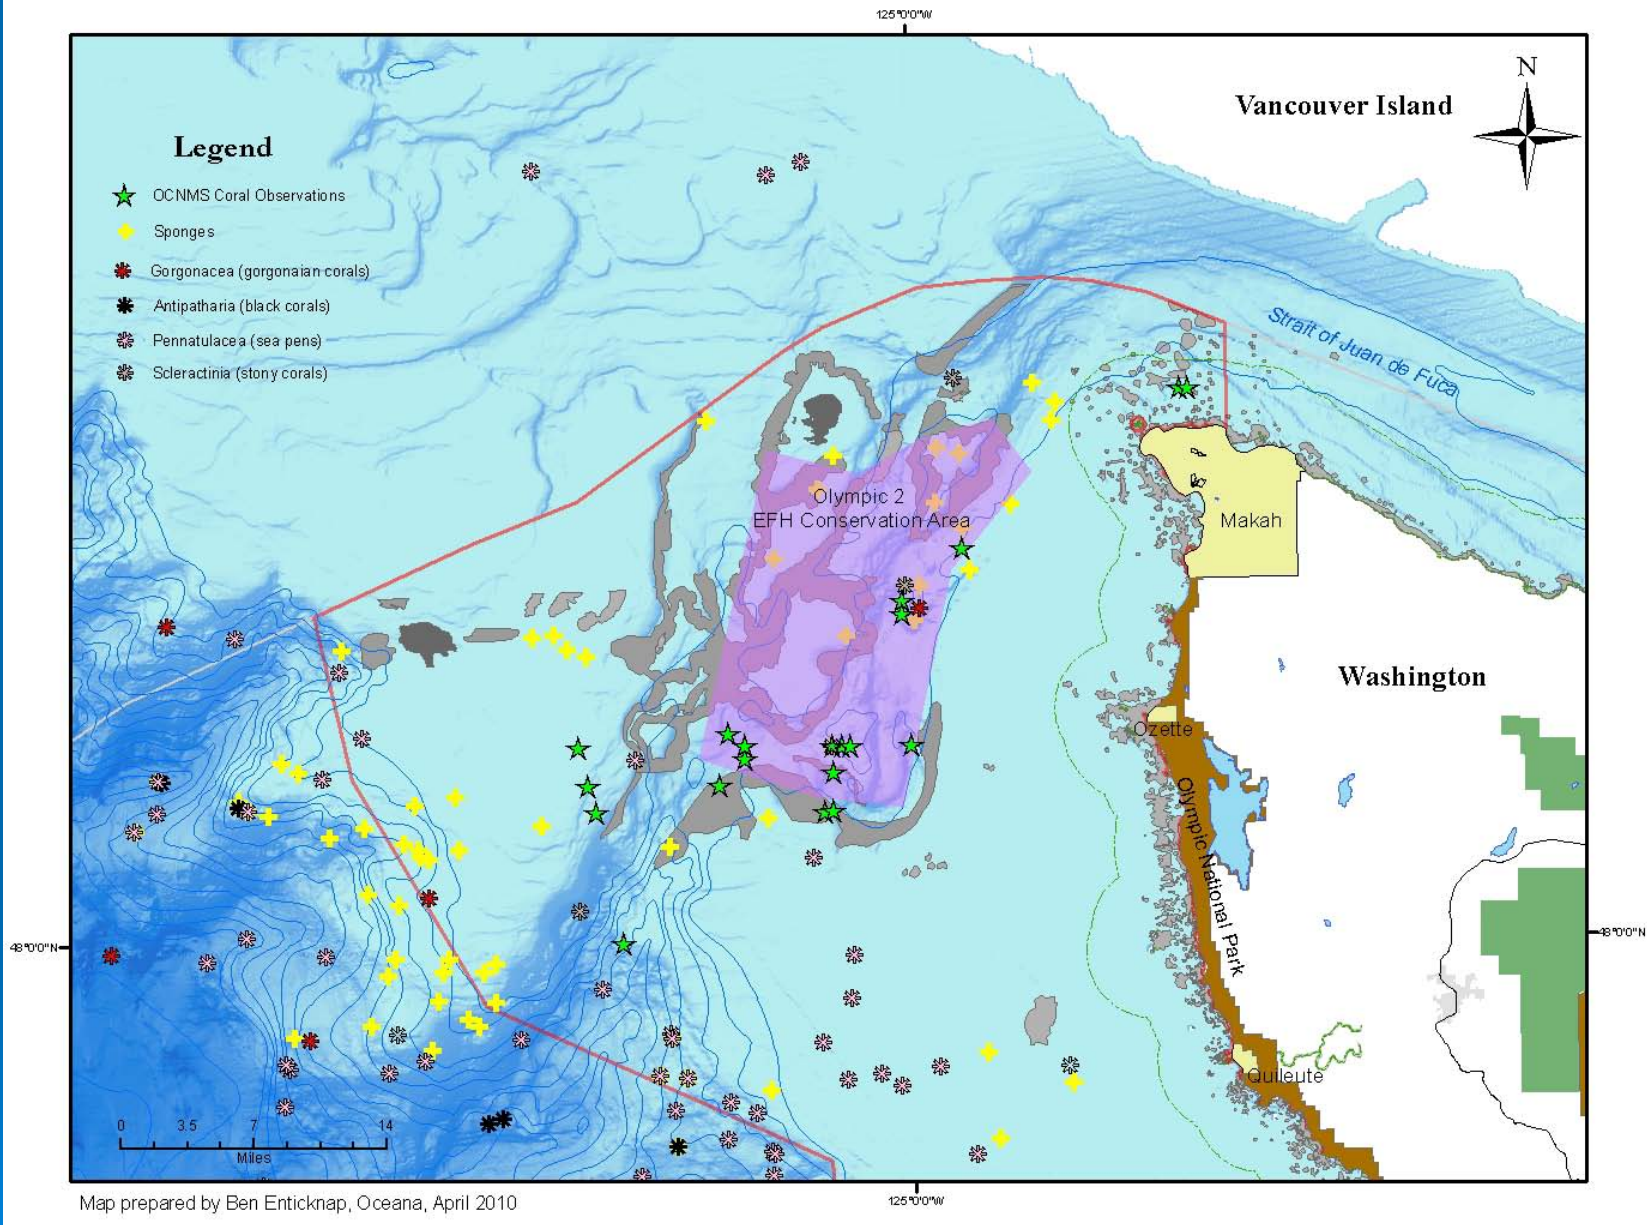 125°0'0"W
Vancouver Island
N
Legend
OCNMS Coral Observations
Sponges
Gorgonacea (gorgonaian corals)
Antipatharia (black corals)
Pennatulacea (sea pens)
Scleractinia (stony corals)
Strait of Juan de Fuca
Olympic 2
EFH Conservation Area
Makah
Washington
Ozette
Olympic National Park
48°0'0"N
48°0'0"N
Quileute
0 3.5 7 14
Miles
Map prepared by Ben Enticknap, Oceana, April 2010
125°0'0"W